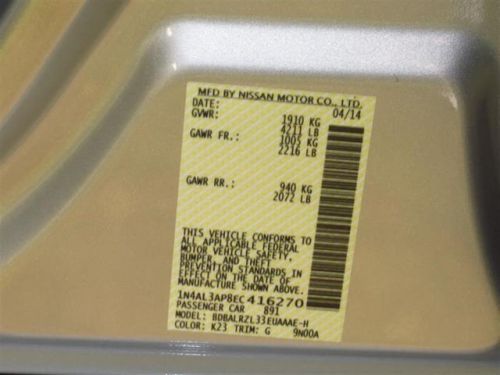 MFD BY NISSAN MOTOR CO., LTD.
DATE: 04/14
GVWR: 1910 KG
4211 LB
GAWR FR.: 1005 KG
2216 LB
GAWR RR.: 940 KG
2072 LB
THIS VEHICLE CONFORMS TO
ALL APPLICABLE FEDERAL
MOTOR VEHICLE SAFETY,
BUMPER, AND THEFT
PREVENTION STANDARDS IN
EFFECT ON THE DATE OF
MANUFACTURE SHOWN ABOVE.
1N4AL3AP8EC416270
PASSENGER CAR 891
MODEL: BDBALRZL33EUAAAE-H
COLOR: K23 TRIM: G 9N00A